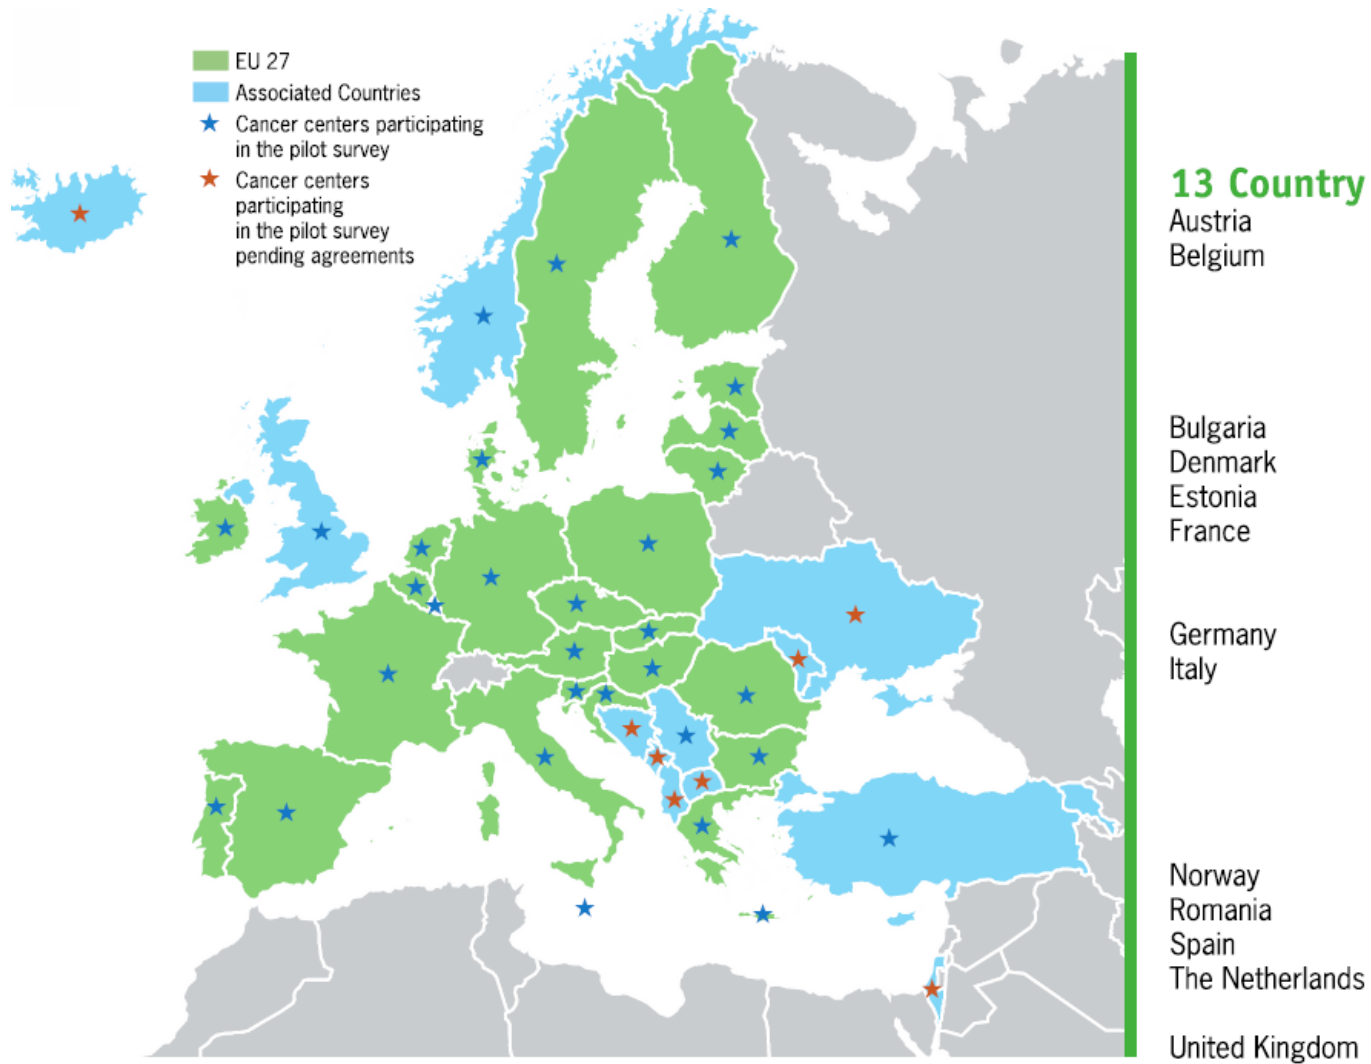 EU 27
Associated Countries
Cancer centers participating
in the pilot survey
Cancer centers
participating
in the pilot survey
pending agreements
13 Country
Austria
Belgium
Bulgaria
Denmark
Estonia
France
Germany
Italy
Norway
Romania
Spain
The Netherlands
United Kingdom